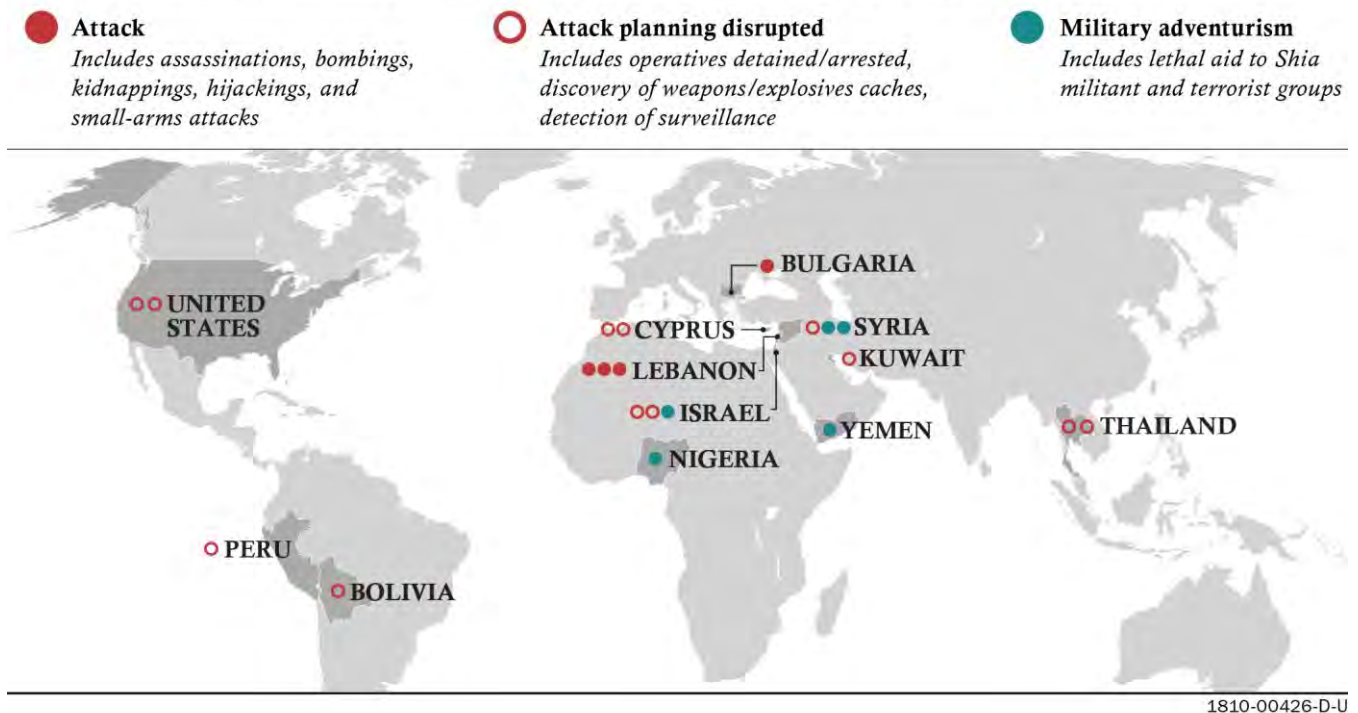 Attack
Includes assassinations, bombings,
kidnappings, hijackings, and
small-arms attacks
Attack planning disrupted
Includes operatives detained/arrested,
discovery of weapons/explosives caches,
detection of surveillance
Military adventurism
Includes lethal aid to Shia
militant and terrorist groups
BULGARIA
UNITED
STATES
CYPRUS
SYRIA
KUWAIT
LEBANON
ISRAEL
YEMEN
THAILAND
NIGERIA
PERU
BOLIVIA
1810-00426-D-U